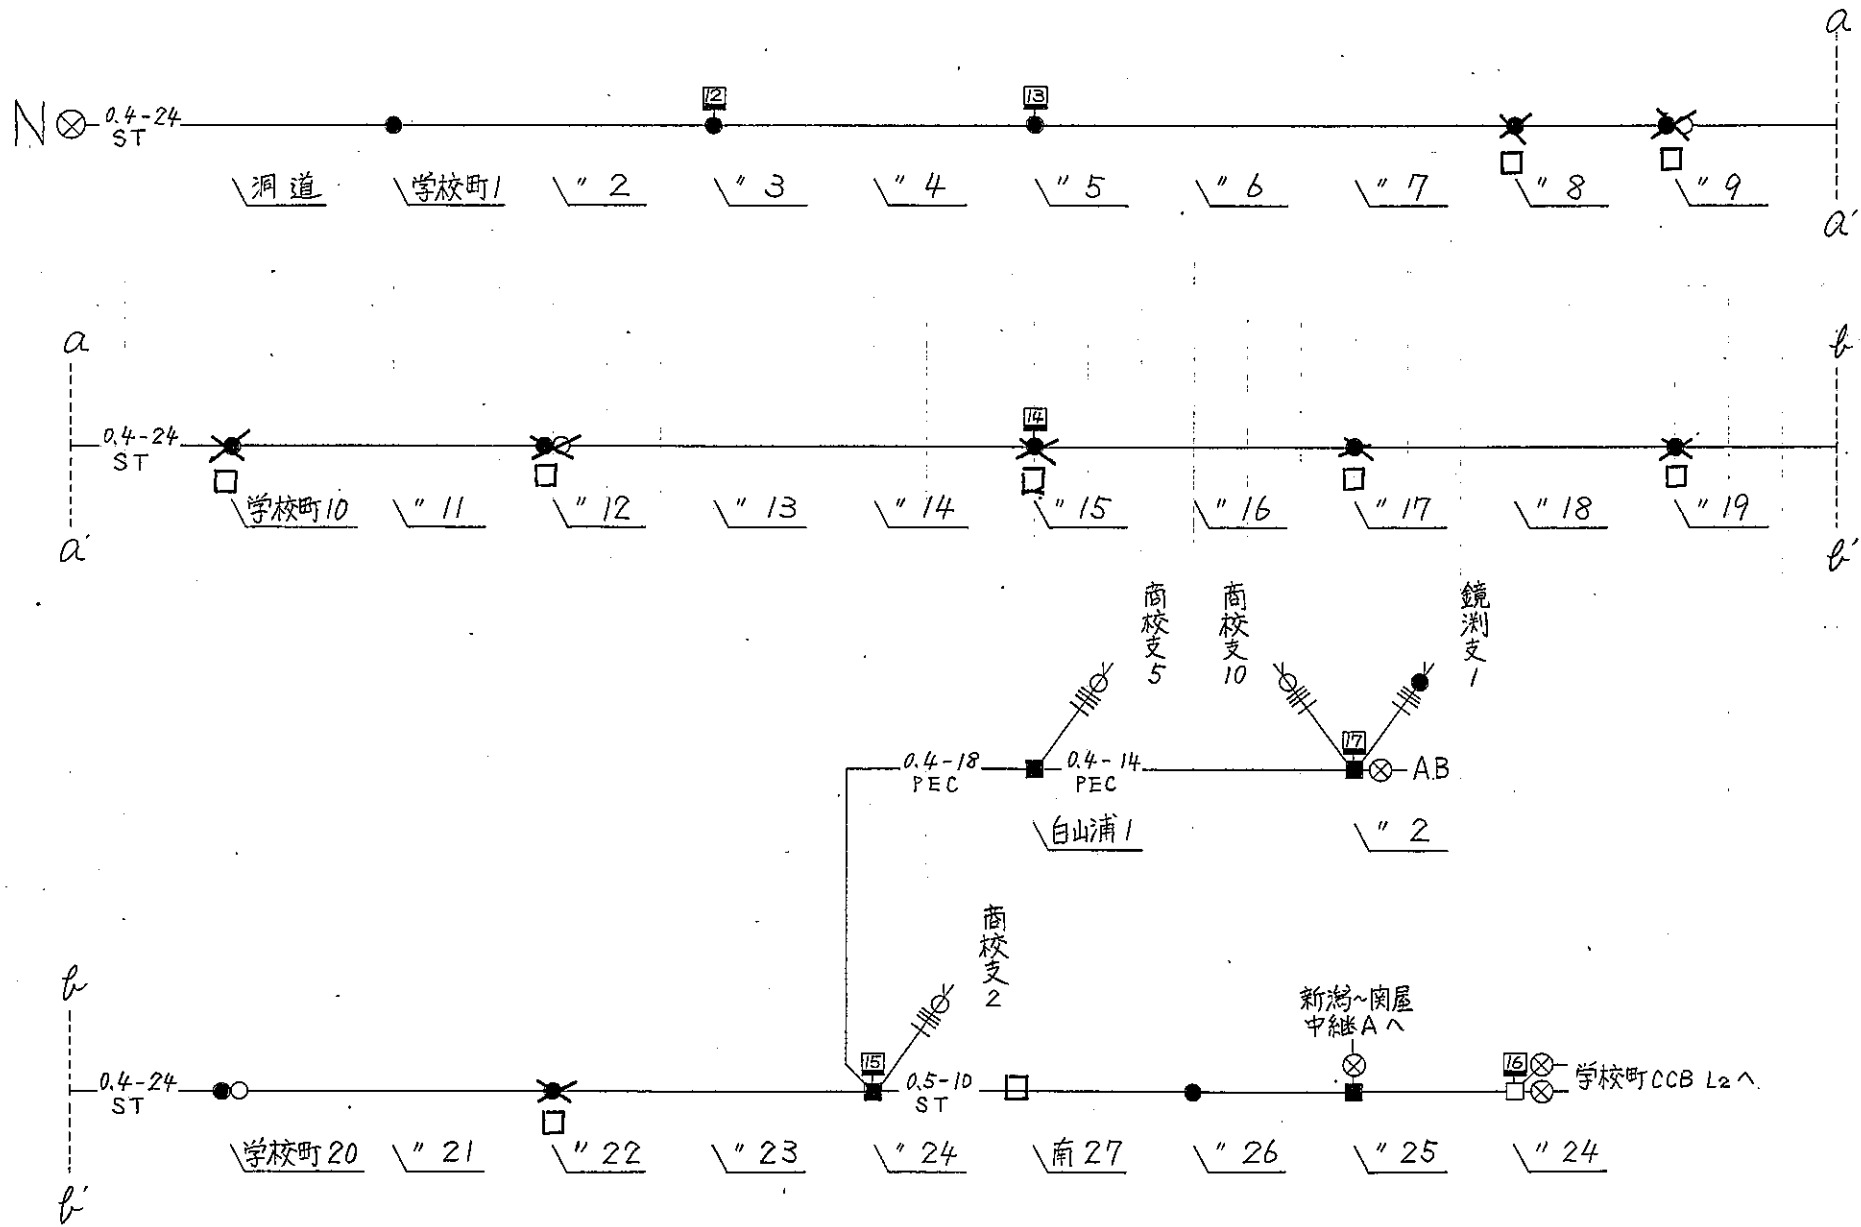 a
12
13
N 0.4-24
ST
洞道 学校町1 〃2 〃3 〃4 〃5 〃6 〃7 〃8 〃9
a'
a
b
14
0.4-24
ST
学校町10 〃11 〃12 〃13 〃14 〃15 〃16 〃17 〃18 〃19
a'
b'
商校支5
商校支10
鏡渕支1
17
0.4-18
PEC
0.4-14
PEC
A.B
白山浦1 〃2
商校支2
b
新潟~関屋
中継Aへ
15
16
0.4-24
ST
0.5-10
ST
学校町CCB L2へ
学校町20 〃21 〃22 〃23 〃24 南27 〃26 〃25 〃24
b'